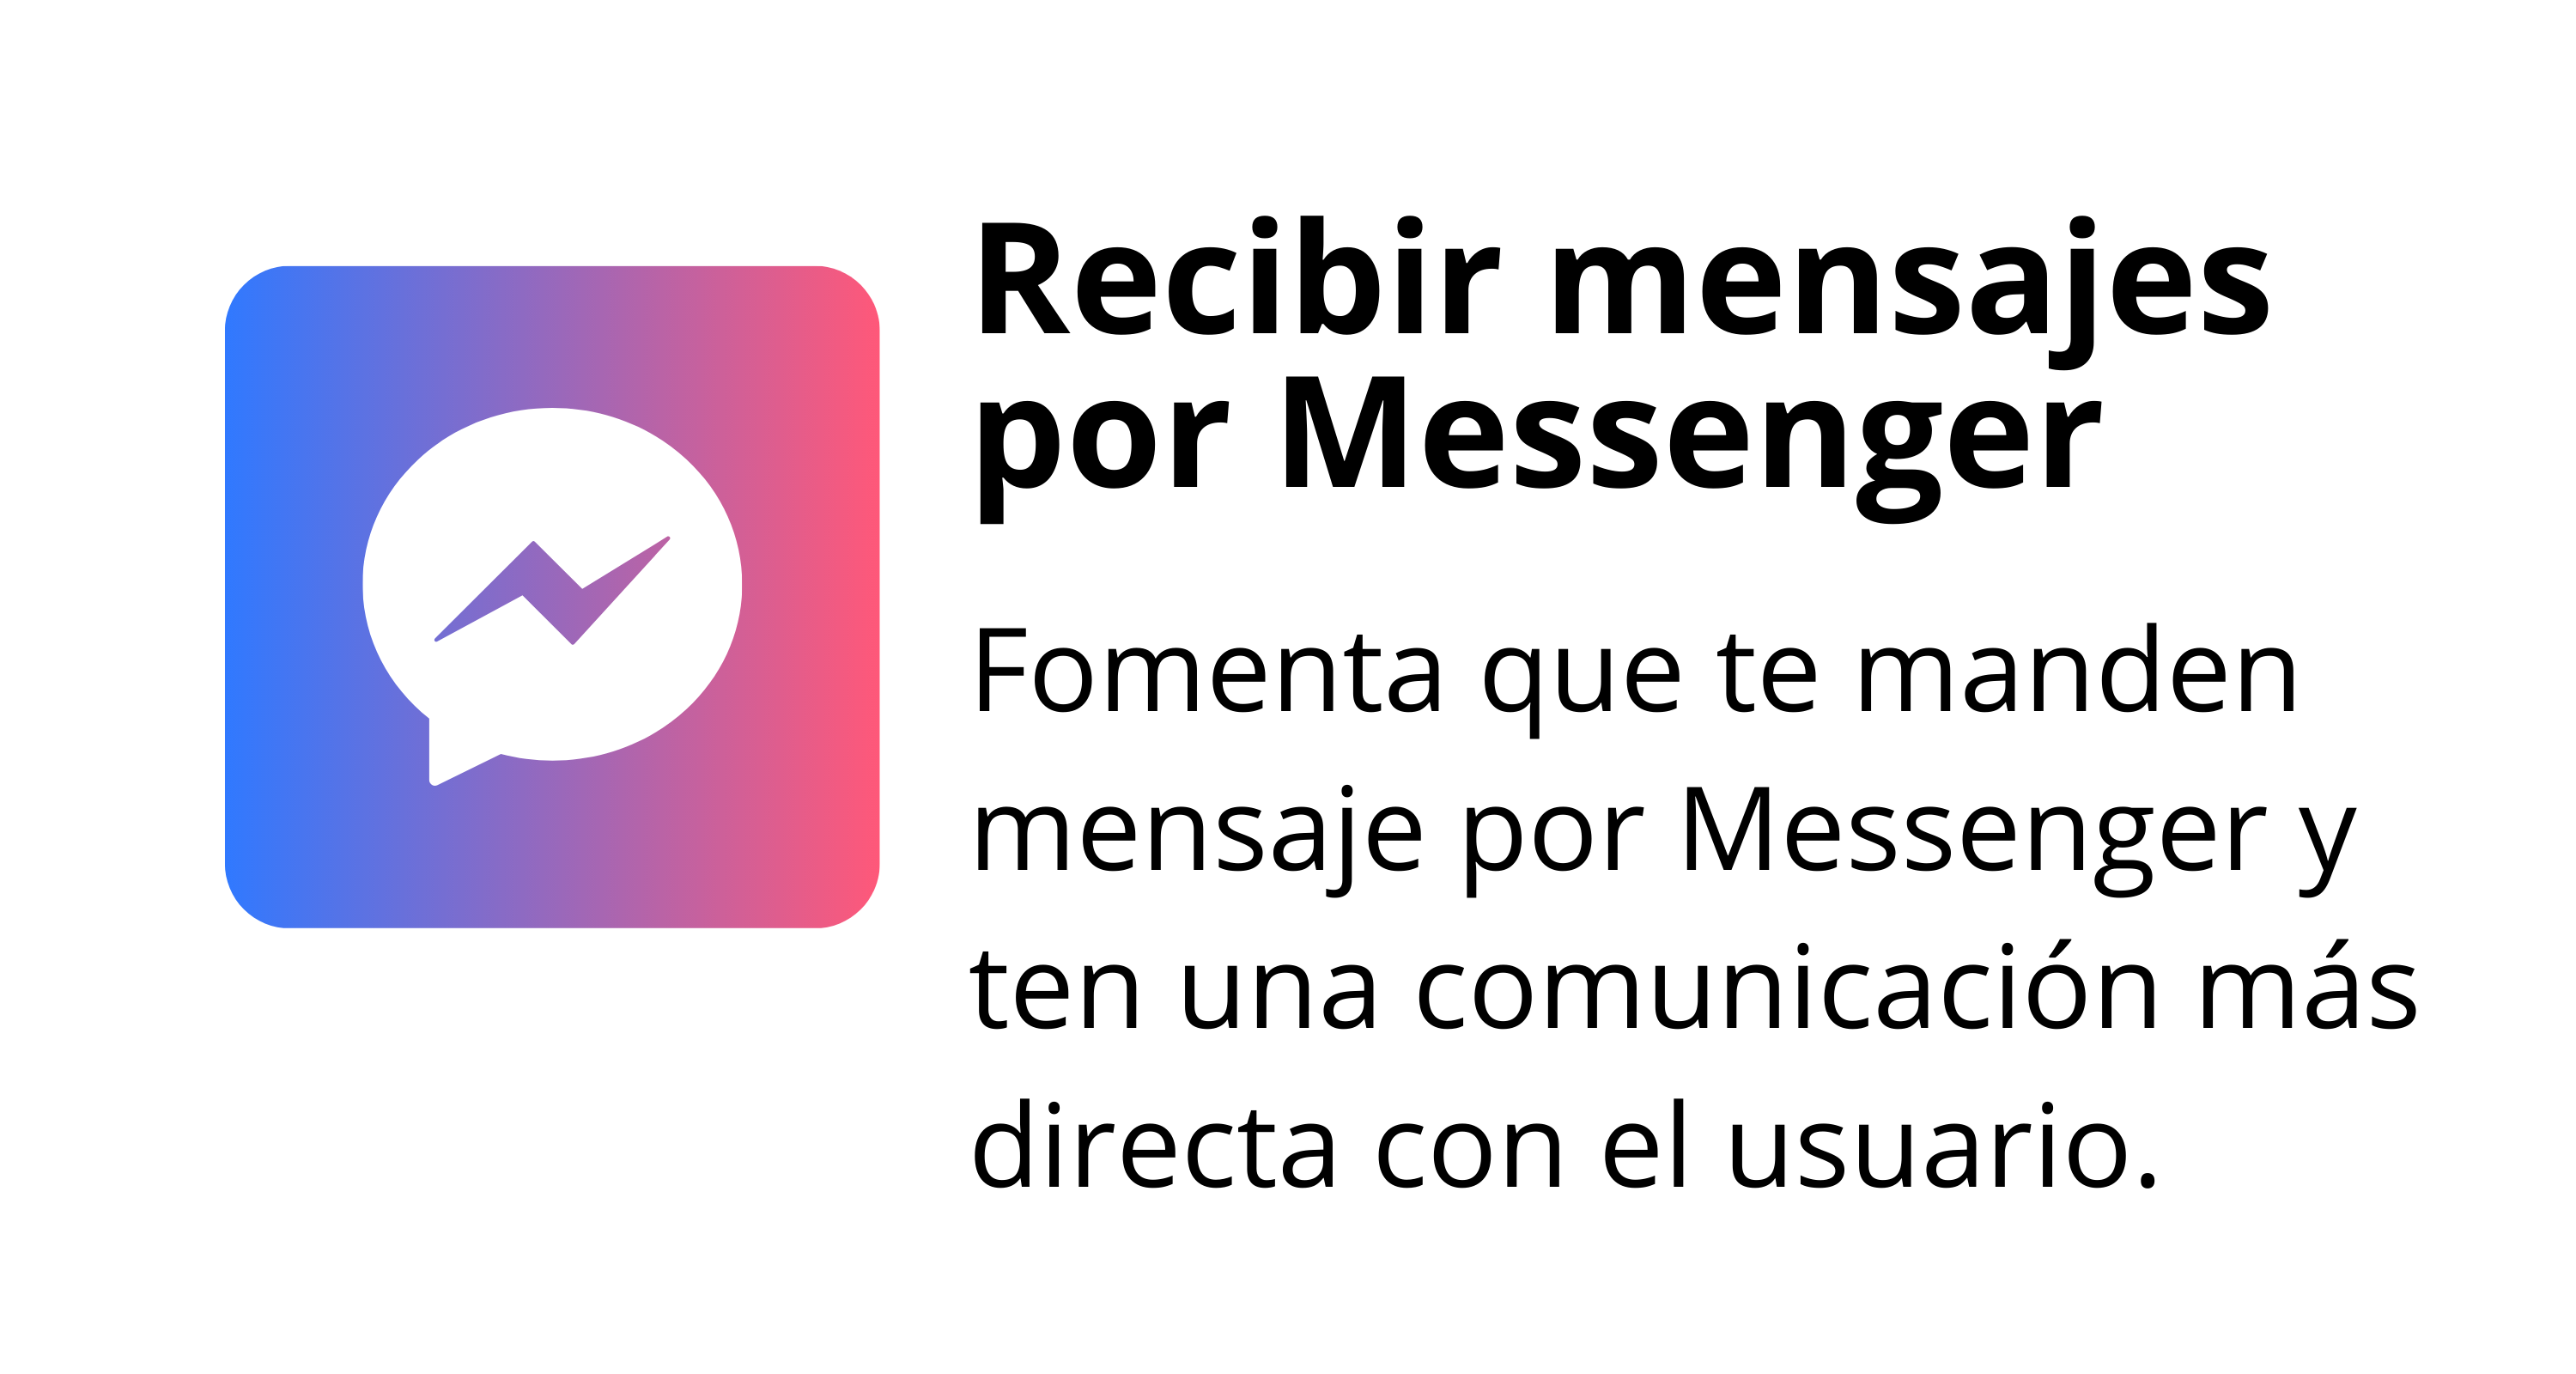 Recibir mensajes
por Messenger
Fomenta que te manden
mensaje por Messenger y
ten una comunicación más
directa con el usuario.